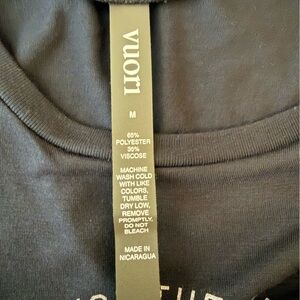 vuori
M
65%
POLYESTER
35%
VISCOSE
MACHINE
WASH COLD
WITH LIKE
COLORS,
TUMBLE
DRY LOW,
REMOVE
PROMPTLY,
DO NOT
BLEACH
MADE IN
NICARAGUA